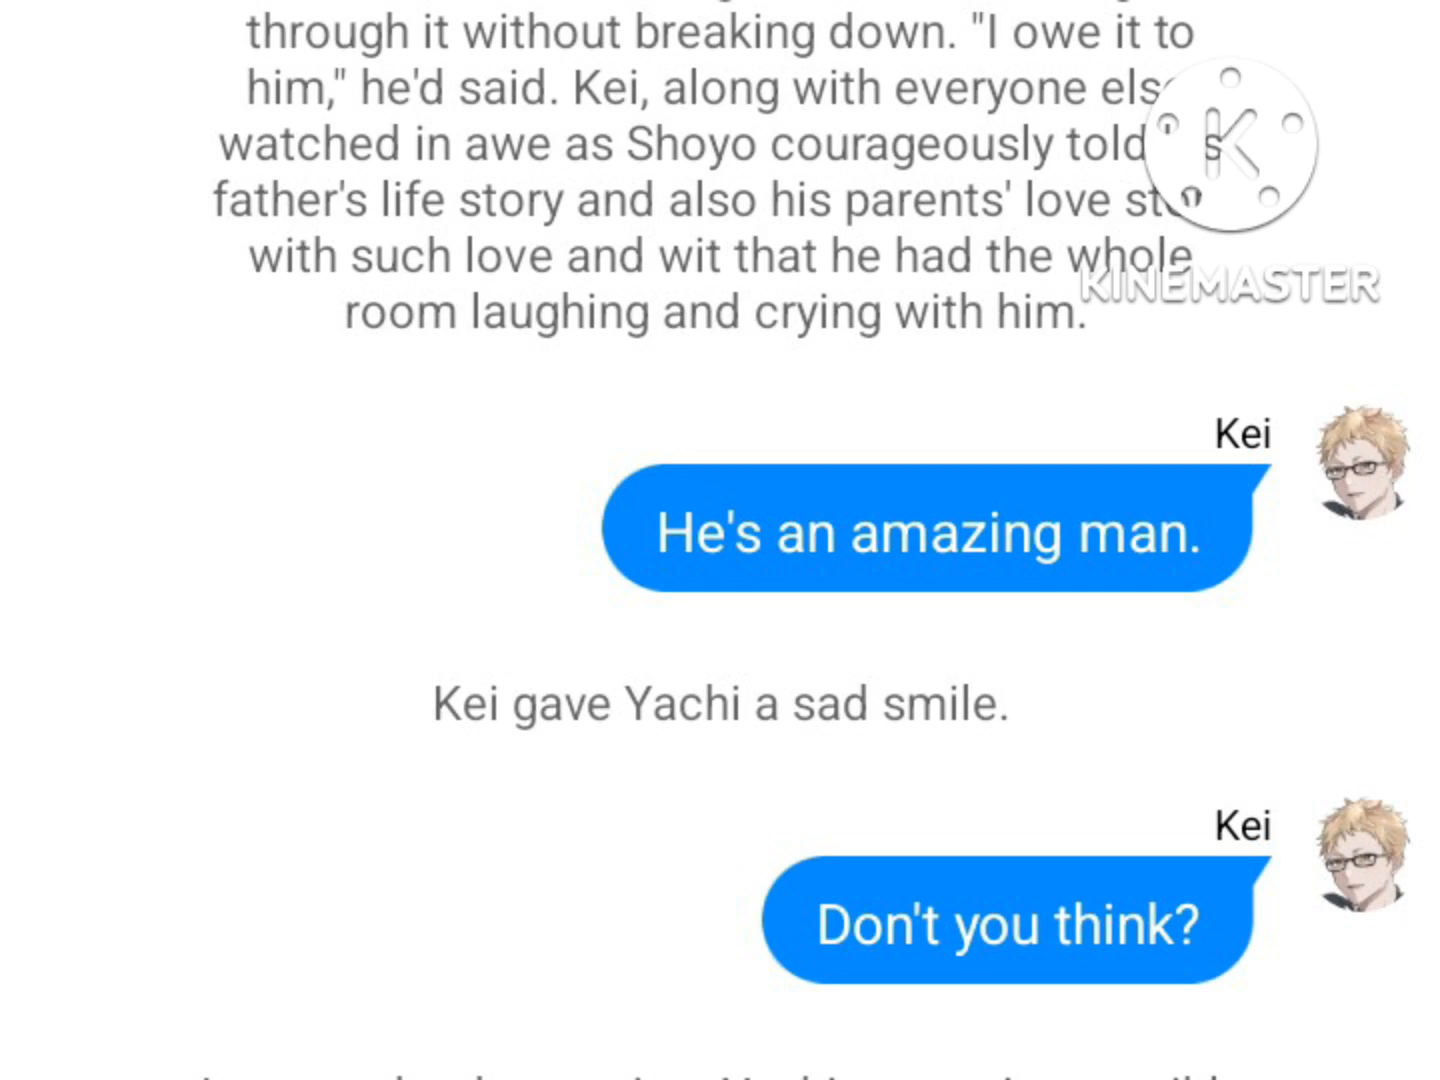 through it without breaking down. "I owe it to
him," he'd said. Kei, along with everyone els
watched in awe as Shoyo courageously told s
father's life story and also his parents' love st
with such love and wit that he had the whole
room laughing and crying with him.
KINEMASTER
Kei
He's an amazing man.
Kei gave Yachi a sad smile.
Kei
Don't you think?